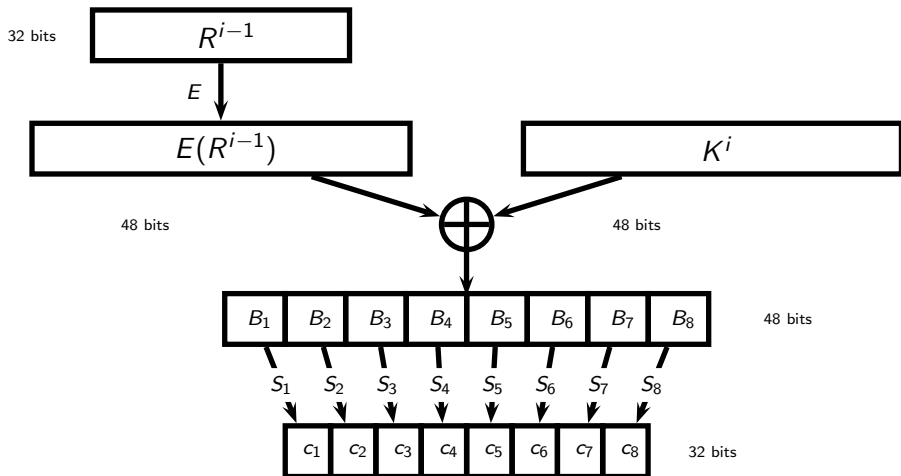 32 bits R^{i−1}
E
E(R^{i−1}) K^i
48 bits 48 bits
B_1 B_2 B_3 B_4 B_5 B_6 B_7 B_8 48 bits
S_1 S_2 S_3 S_4 S_5 S_6 S_7 S_8
c_1 c_2 c_3 c_4 c_5 c_6 c_7 c_8 32 bits